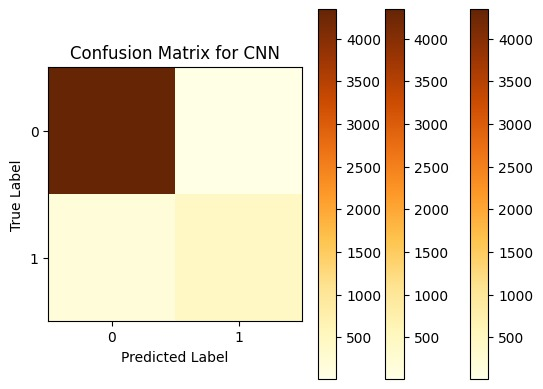 Confusion Matrix for CNN
True Label
0
1
0 1
Predicted Label
4000 4000 4000
3500 3500 3500
3000 3000 3000
2500 2500 2500
2000 2000 2000
1500 1500 1500
1000 1000 1000
500 500 500